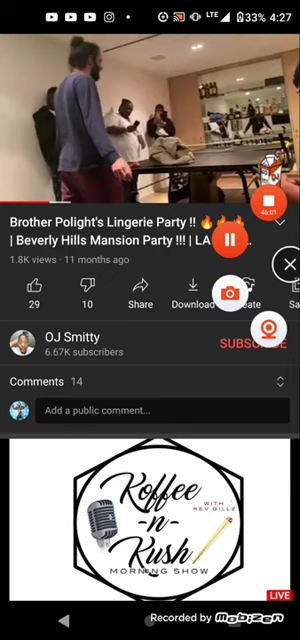 LTE 33% 4:27
46:01
Brother Polight's Lingerie Party !! 🔥🔥🔥
| Beverly Hills Mansion Party !!! | LA
1.8K views · 11 months ago
29 10 Share Download
OJ Smitty
6.67K subscribers
Comments 14
Add a public comment...
Koffee
WITH
KEV GILLZ
-n-
Kush
MORNING SHOW
LIVE
Recorded by Mobizen